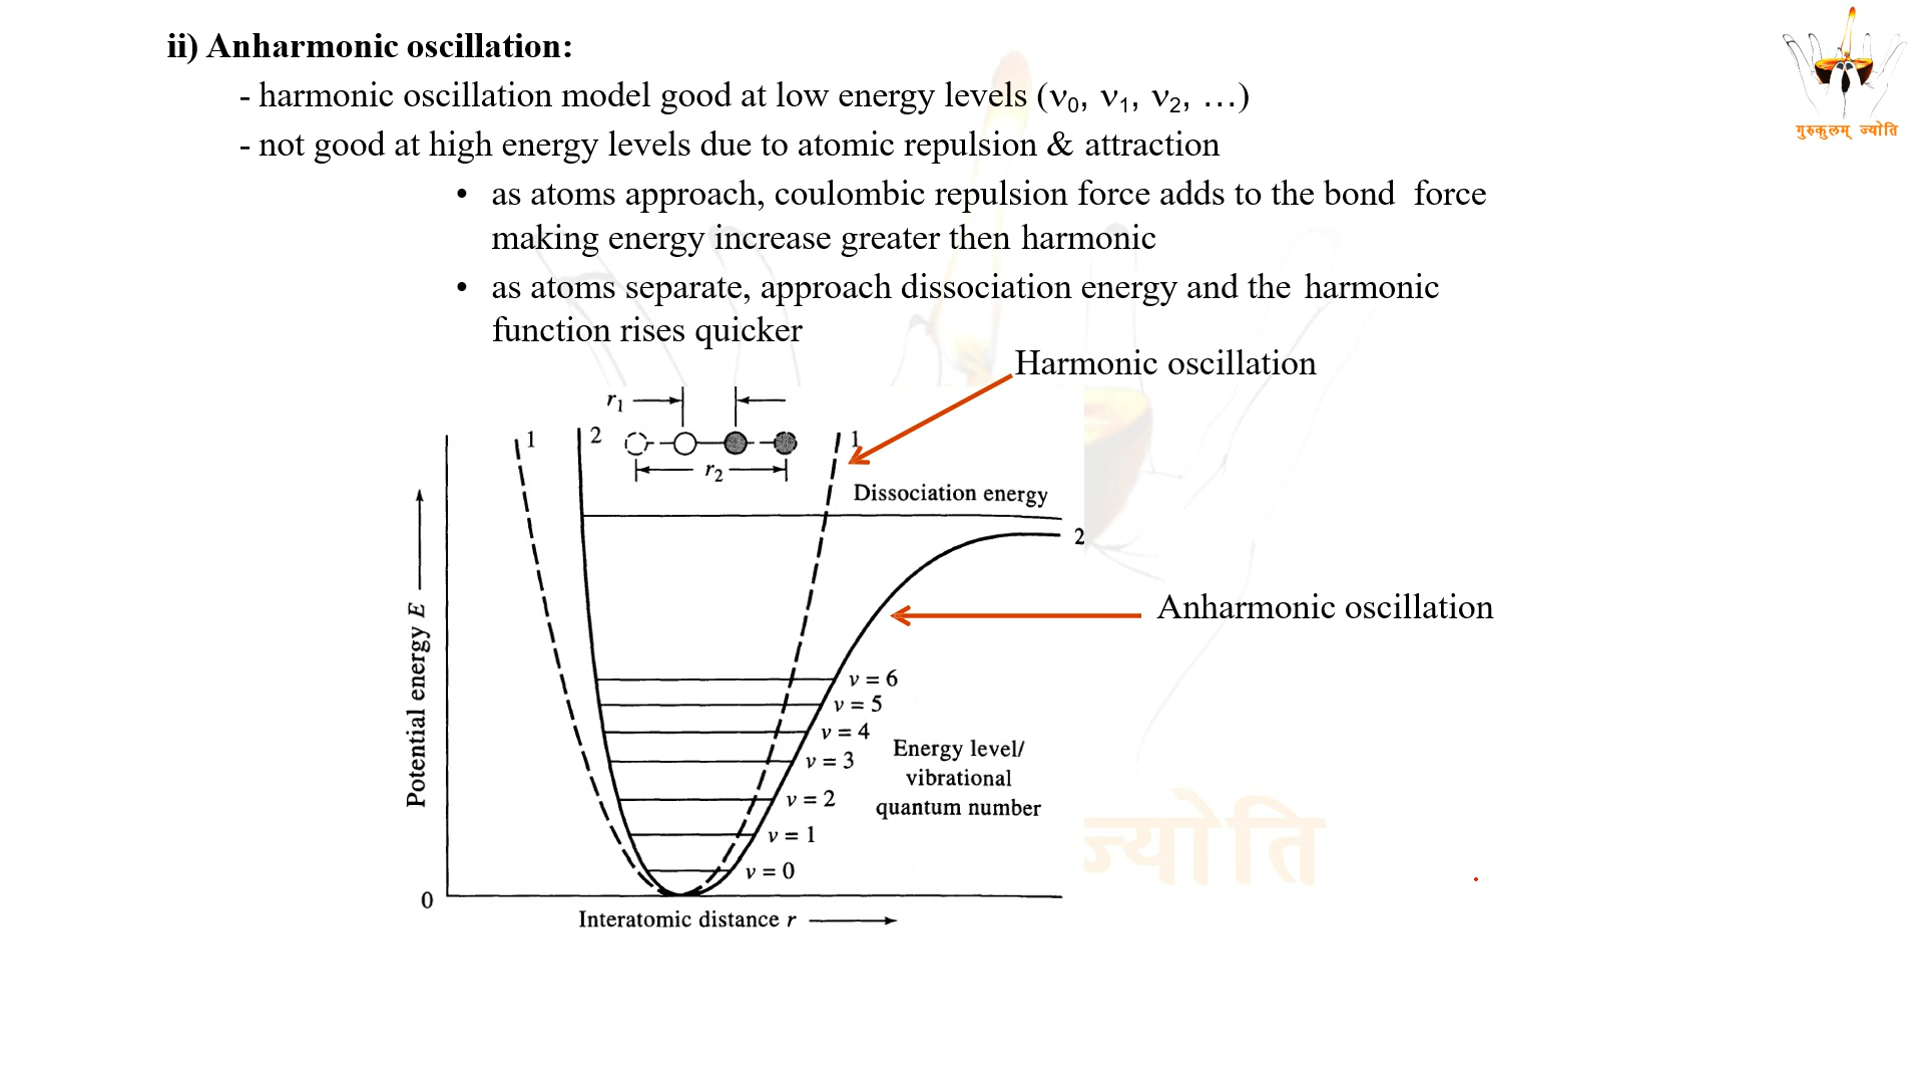 ii) Anharmonic oscillation:
- harmonic oscillation model good at low energy levels (ν₀, ν₁, ν₂, …)
- not good at high energy levels due to atomic repulsion & attraction
• as atoms approach, coulombic repulsion force adds to the bond force
making energy increase greater then harmonic
• as atoms separate, approach dissociation energy and the harmonic
function rises quicker
गुरुकुलम् ज्योति
Harmonic oscillation
r₁
1
2
1
r₂
Dissociation energy
2
Anharmonic oscillation
Potential energy E
ν = 6
ν = 5
ν = 4
ν = 3
ν = 2
ν = 1
ν = 0
Energy level/
vibrational
quantum number
0
Interatomic distance r
ज्योति